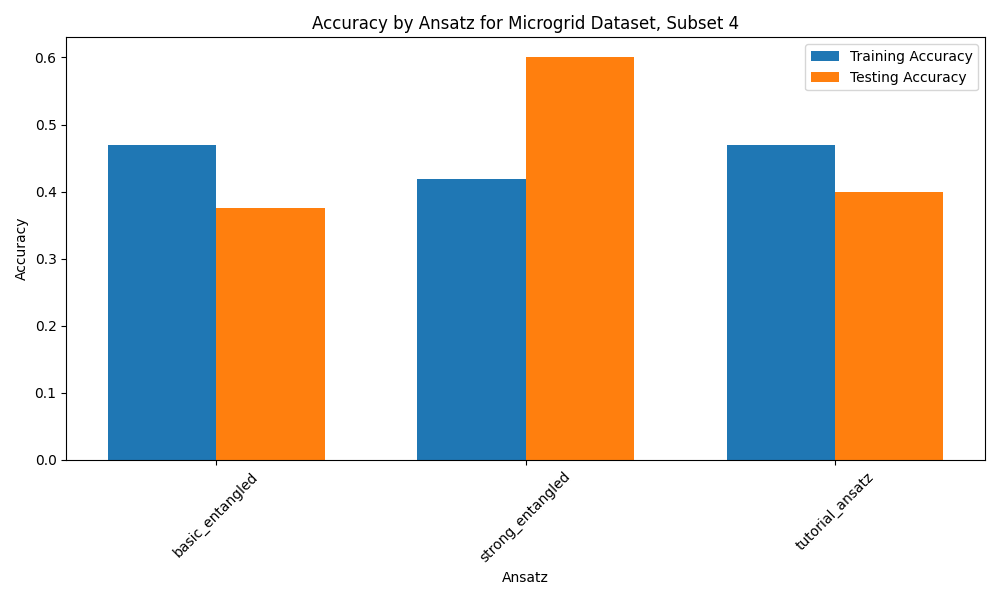 Accuracy by Ansatz for Microgrid Dataset, Subset 4
Training Accuracy
Testing Accuracy
Accuracy
0.6
0.5
0.4
0.3
0.2
0.1
0.0
basic_entangled
strong_entangled
tutorial_ansatz
Ansatz